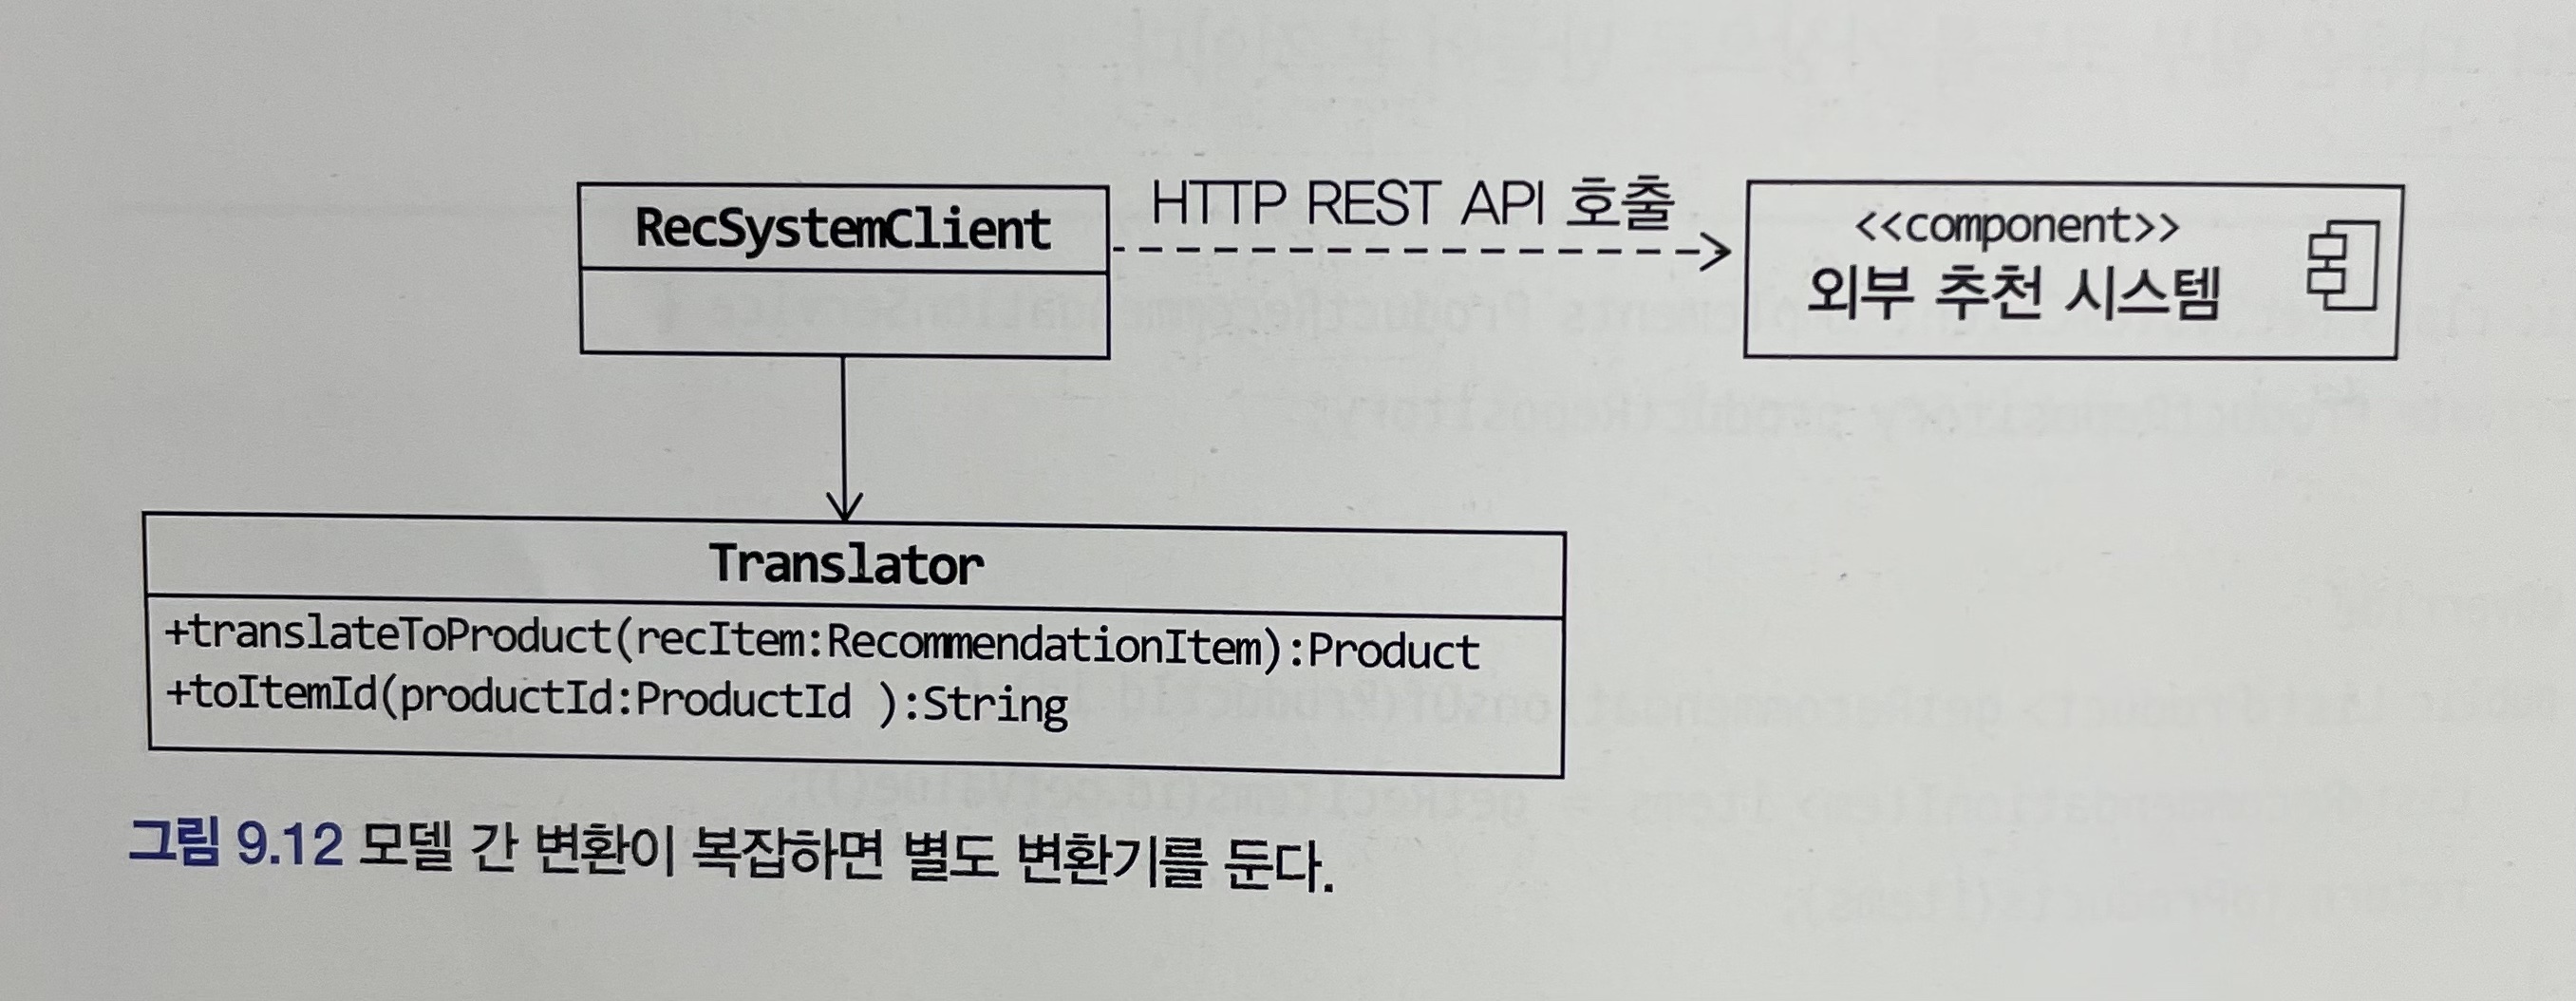 RecSystemClient
HTTP REST API 호출
<<component>>
외부 추천 시스템
Translator
+translateToProduct(recItem:RecommendationItem):Product
+toItemId(productId:ProductId ):String
그림 9.12 모델 간 변환이 복잡하면 별도 변환기를 둔다.